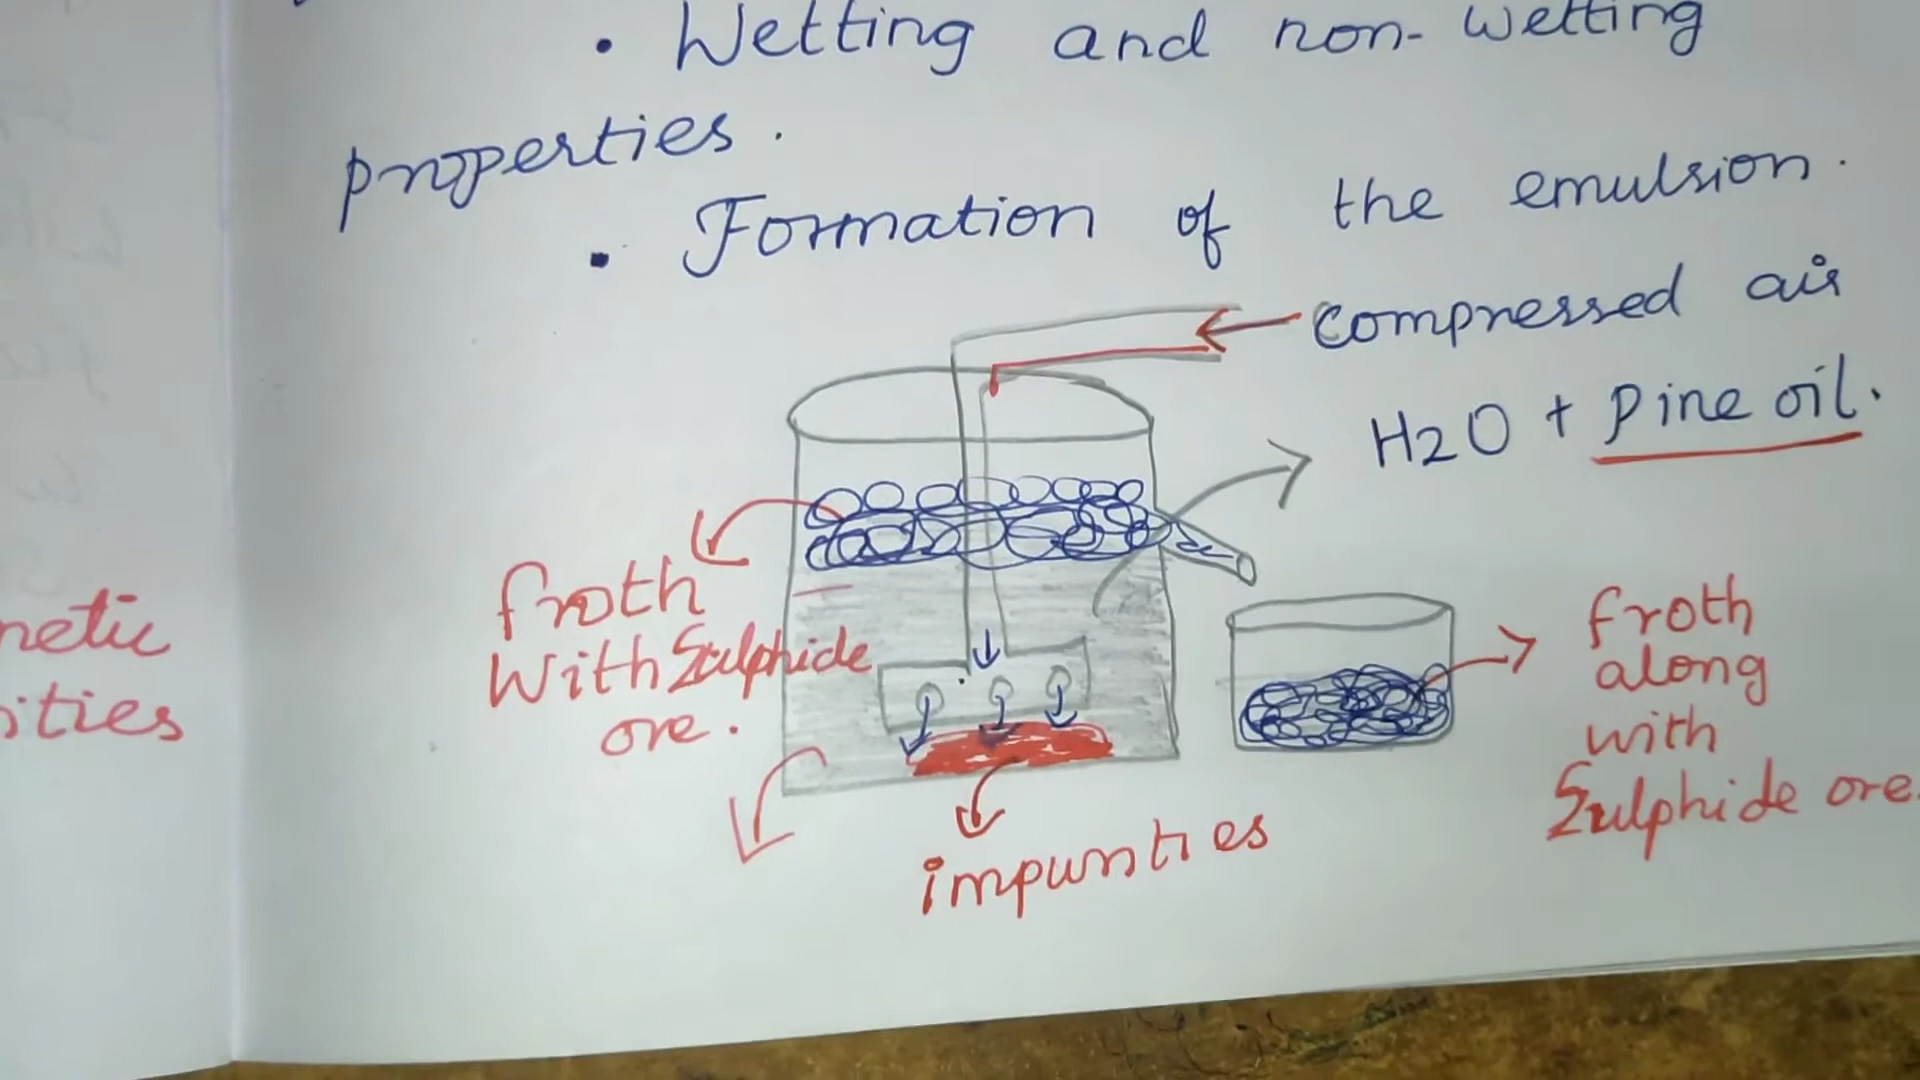 • Wetting and non-wetting
properties.
• Formation of the emulsion.
compressed air
H2O + Pine oil.
froth
With Sulphide
ore.
froth
along
with
Sulphide ore.
impurities
netic
ities